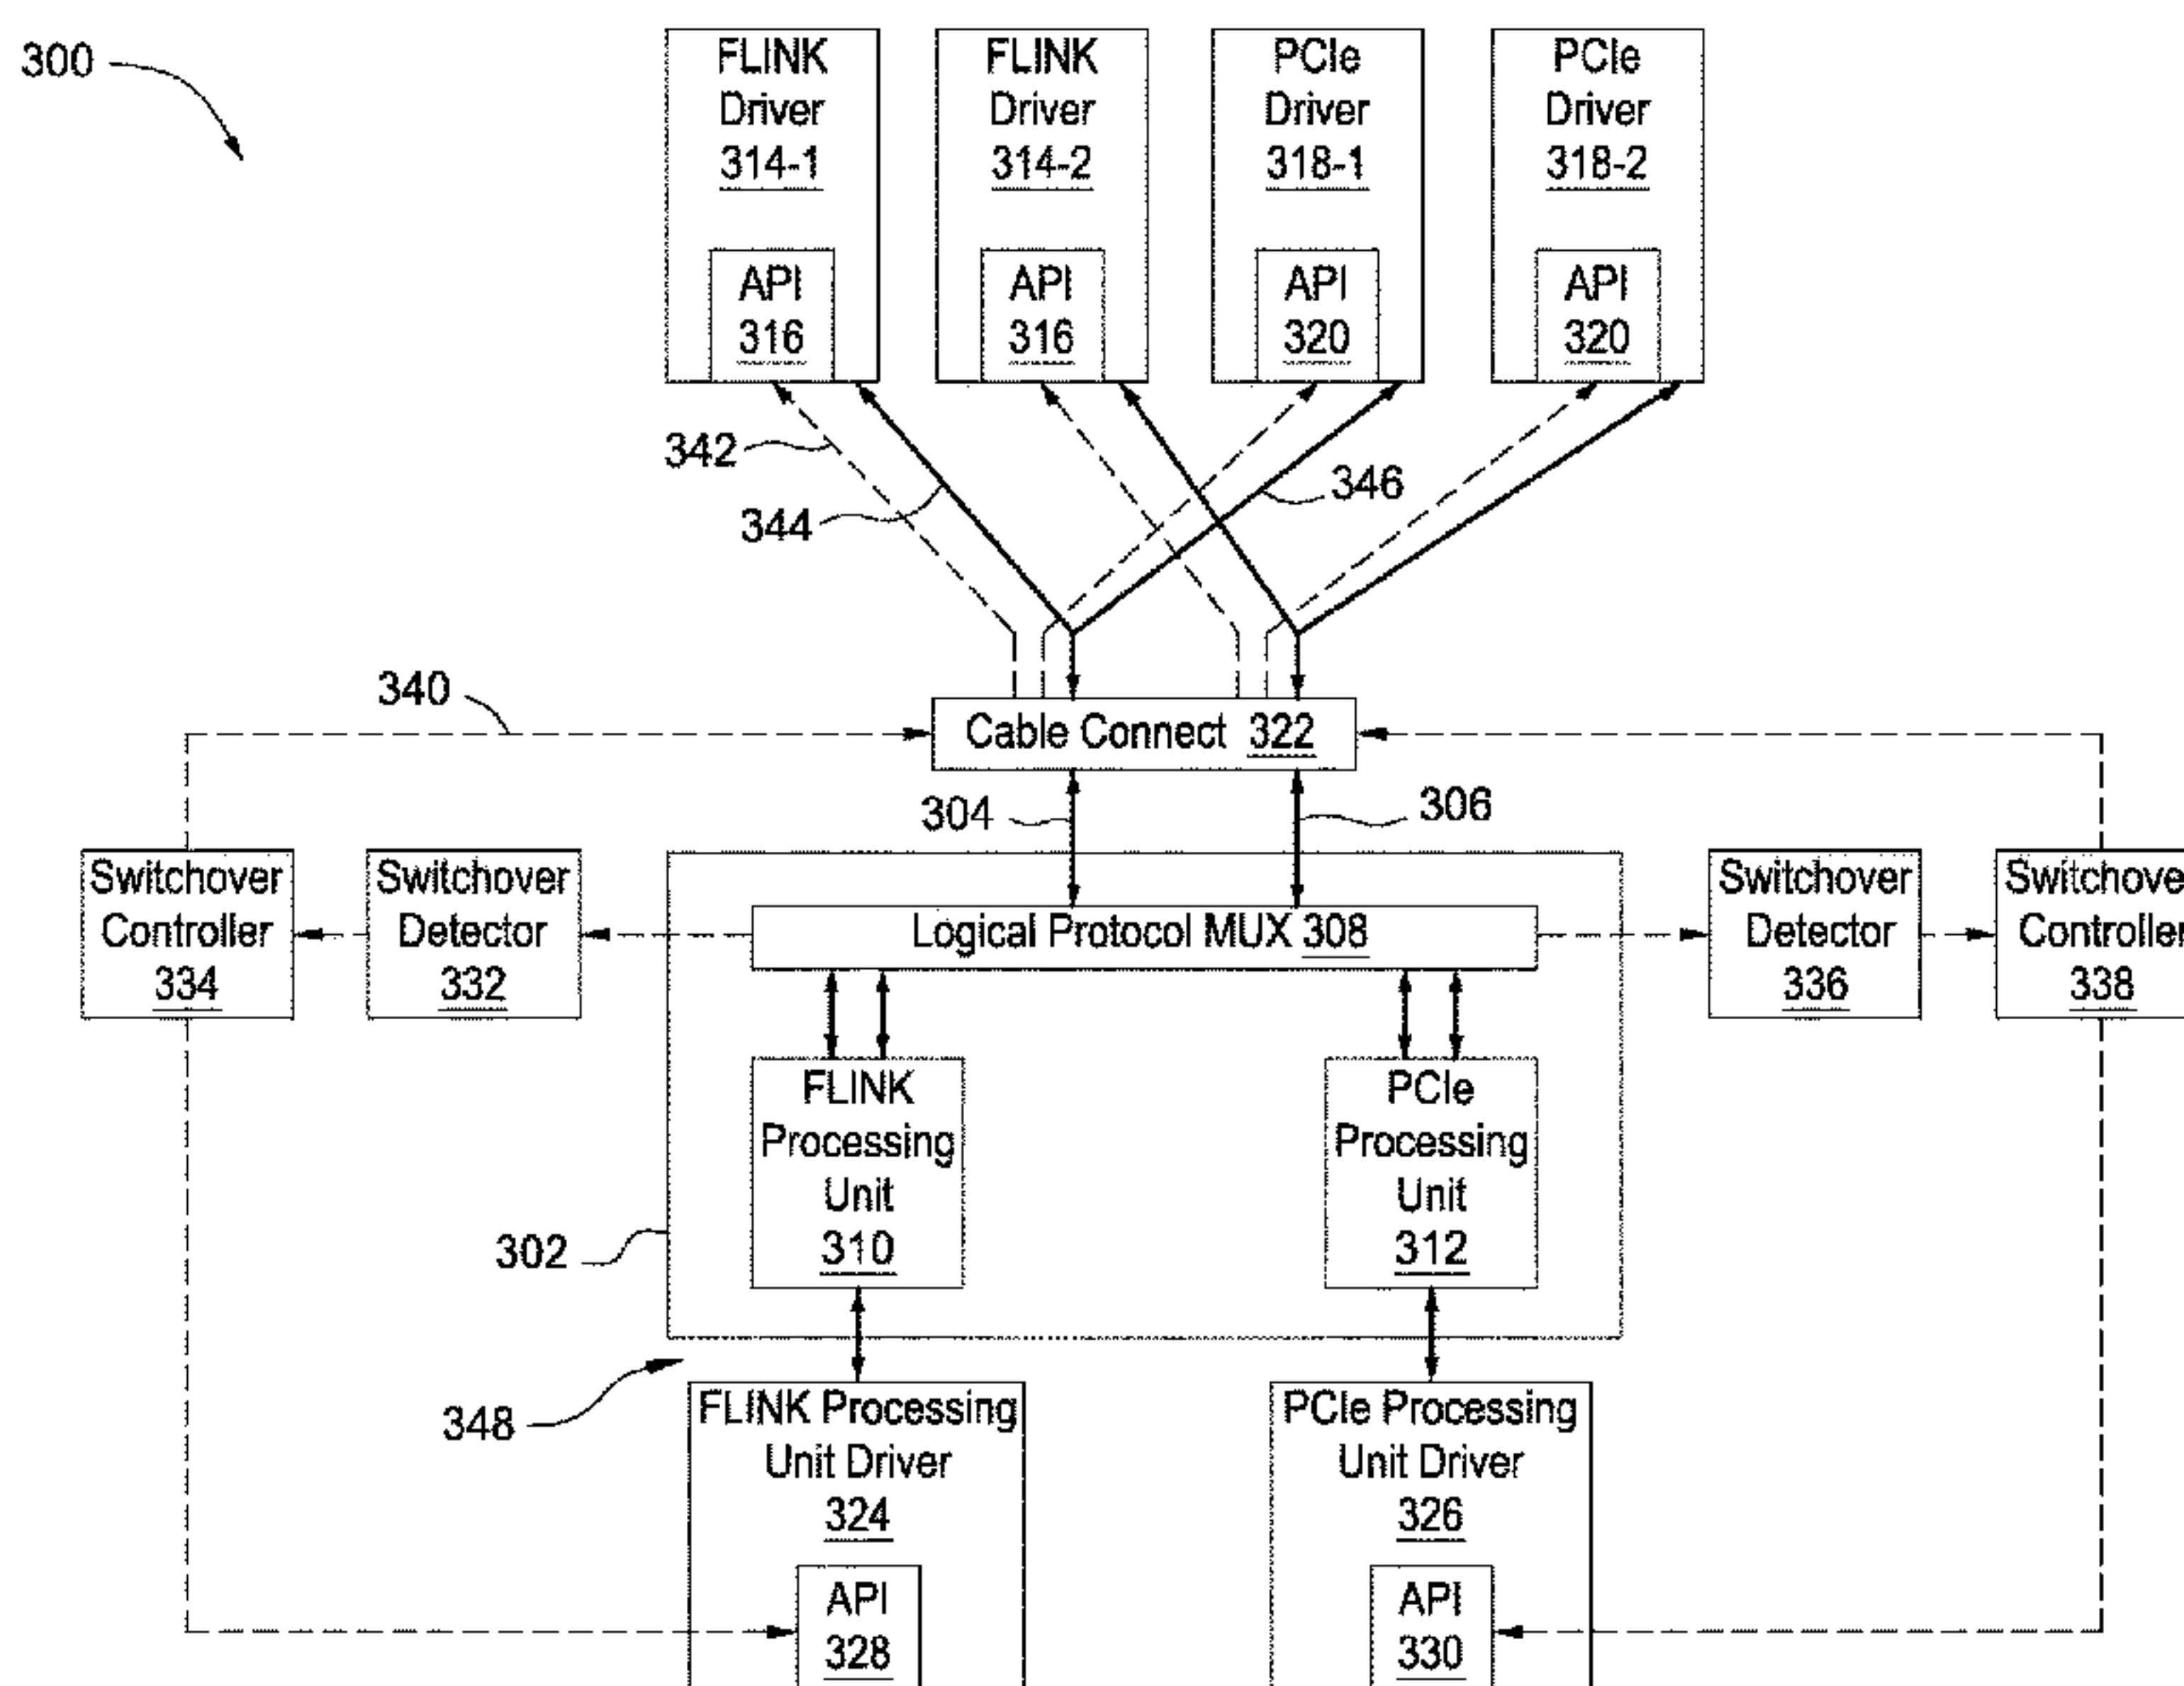 300
FLINK
Driver
314-1
API
316
FLINK
Driver
314-2
API
316
PCIe
Driver
318-1
API
320
PCIe
Driver
318-2
API
320
342
344
346
340
Cable Connect 322
304
306
Switchover
Controller
334
Switchover
Detector
332
Logical Protocol MUX 308
Switchover
Detector
336
Switchove
Controller
338
FLINK
Processing
Unit
310
PCIe
Processing
Unit
312
302
348
FLINK Processing
Unit Driver
324
API
328
PCIe Processing
Unit Driver
326
API
330